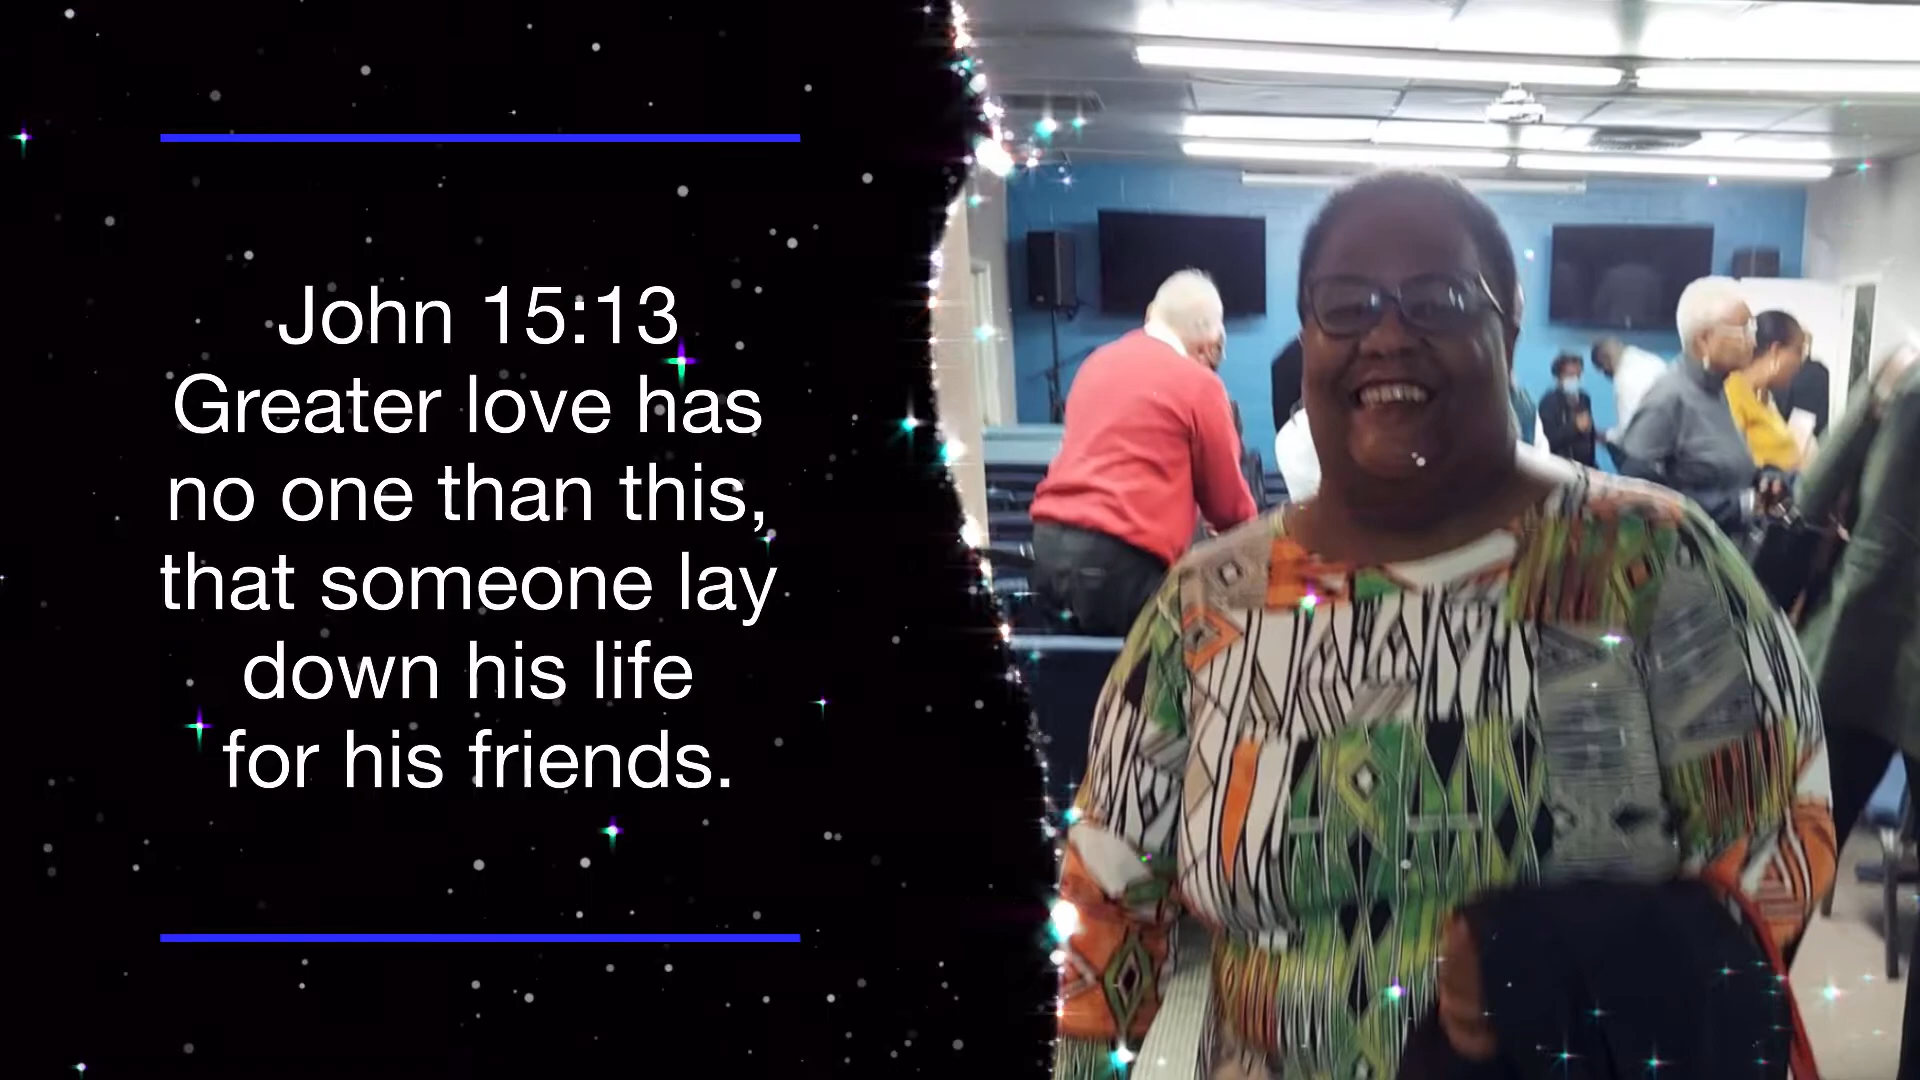 John 15:13
Greater love has
no one than this,
that someone lay
down his life
for his friends.